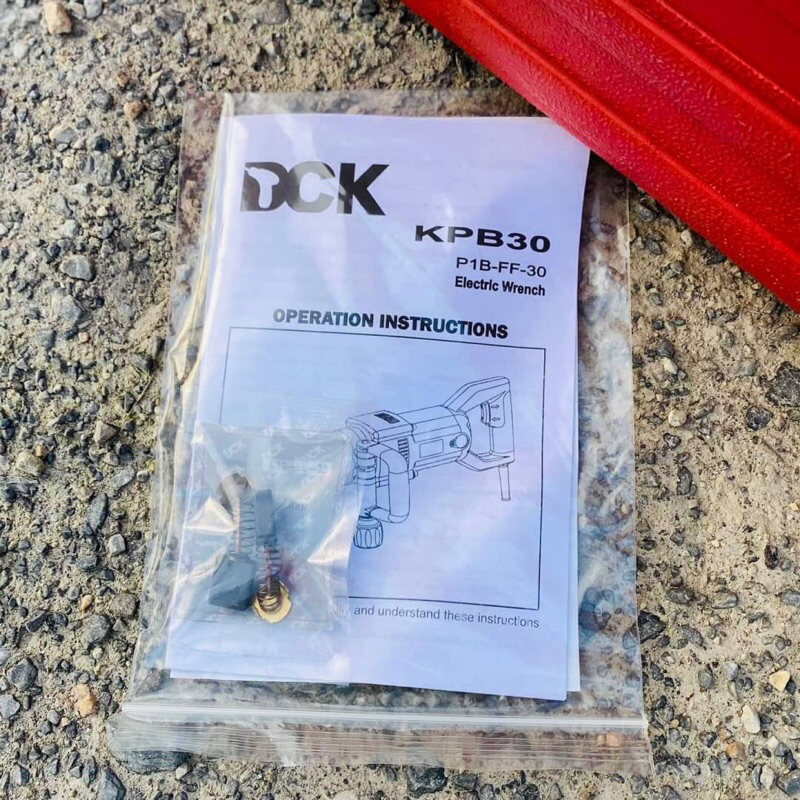 DCK
KPB30
P1B-FF-30
Electric Wrench
OPERATION INSTRUCTIONS
and understand these instructions